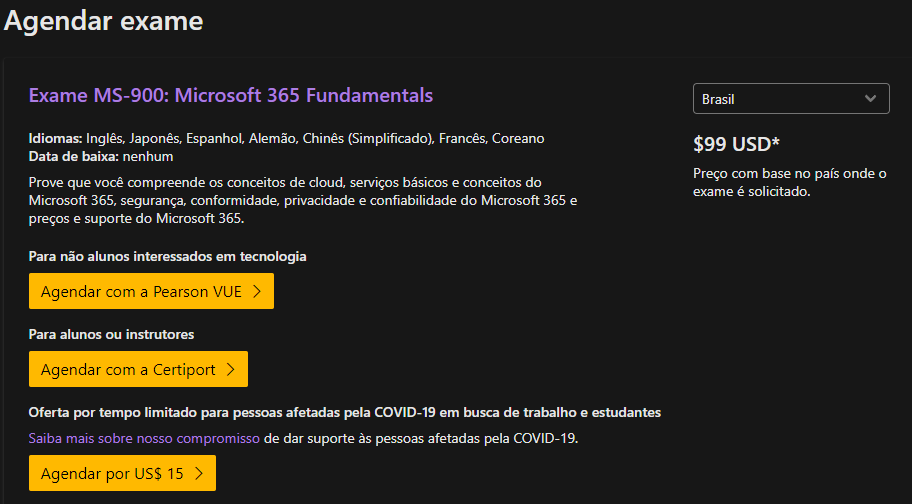 Agendar exame
Exame MS-900: Microsoft 365 Fundamentals
Idiomas: Inglês, Japonês, Espanhol, Alemão, Chinês (Simplificado), Francês, Coreano
Data de baixa: nenhum
Prove que você compreende os conceitos de cloud, serviços básicos e conceitos do
Microsoft 365, segurança, conformidade, privacidade e confiabilidade do Microsoft 365 e
preços e suporte do Microsoft 365.
Para não alunos interessados em tecnologia
Agendar com a Pearson VUE
Para alunos ou instrutores
Agendar com a Certiport
Oferta por tempo limitado para pessoas afetadas pela COVID-19 em busca de trabalho e estudantes
Saiba mais sobre nosso compromisso de dar suporte às pessoas afetadas pela COVID-19.
Agendar por US$ 15
Brasil
$99 USD*
Preço com base no país onde o
exame é solicitado.